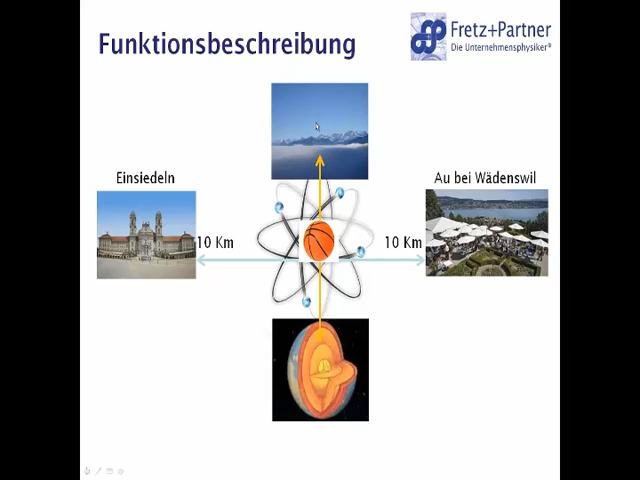 Funktionsbeschreibung
Fretz+Partner
Die Unternehmensphysiker®
Einsiedeln
Au bei Wädenswil
10 Km
10 Km